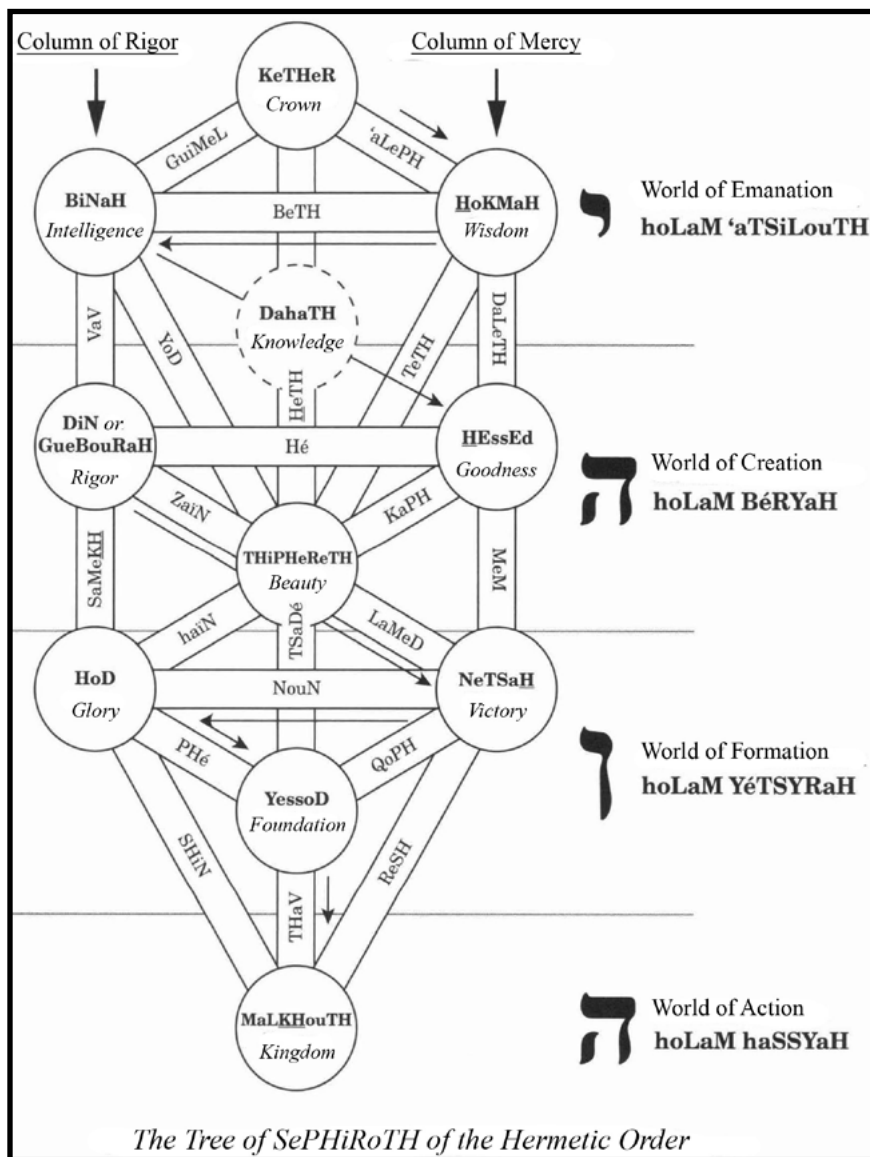 Column of Rigor
Column of Mercy
KeTHeR
Crown
GuiMeL
'aLePH
BiNaH
Intelligence
BeTH
HoKMaH
Wisdom
י
World of Emanation
hoLaM 'aTSiLouTH
DahaTH
Knowledge
VaV
YoD
HeTH
TeTH
DaLeTH
DiN or
GueBouRaH
Rigor
Hé
HEssEd
Goodness
ה
World of Creation
hoLaM BéRYaH
ZaïN
KaPH
THiPHeReTH
Beauty
SaMeKH
MeM
haïN
TSaDé
LaMeD
HoD
Glory
NouN
NeTSaH
Victory
ו
World of Formation
hoLaM YéTSYRaH
PHé
QoPH
YessoD
Foundation
SHiN
THaV
ReSH
MaLKHouTH
Kingdom
ה
World of Action
hoLaM haSSYaH
The Tree of SePHiRoTH of the Hermetic Order